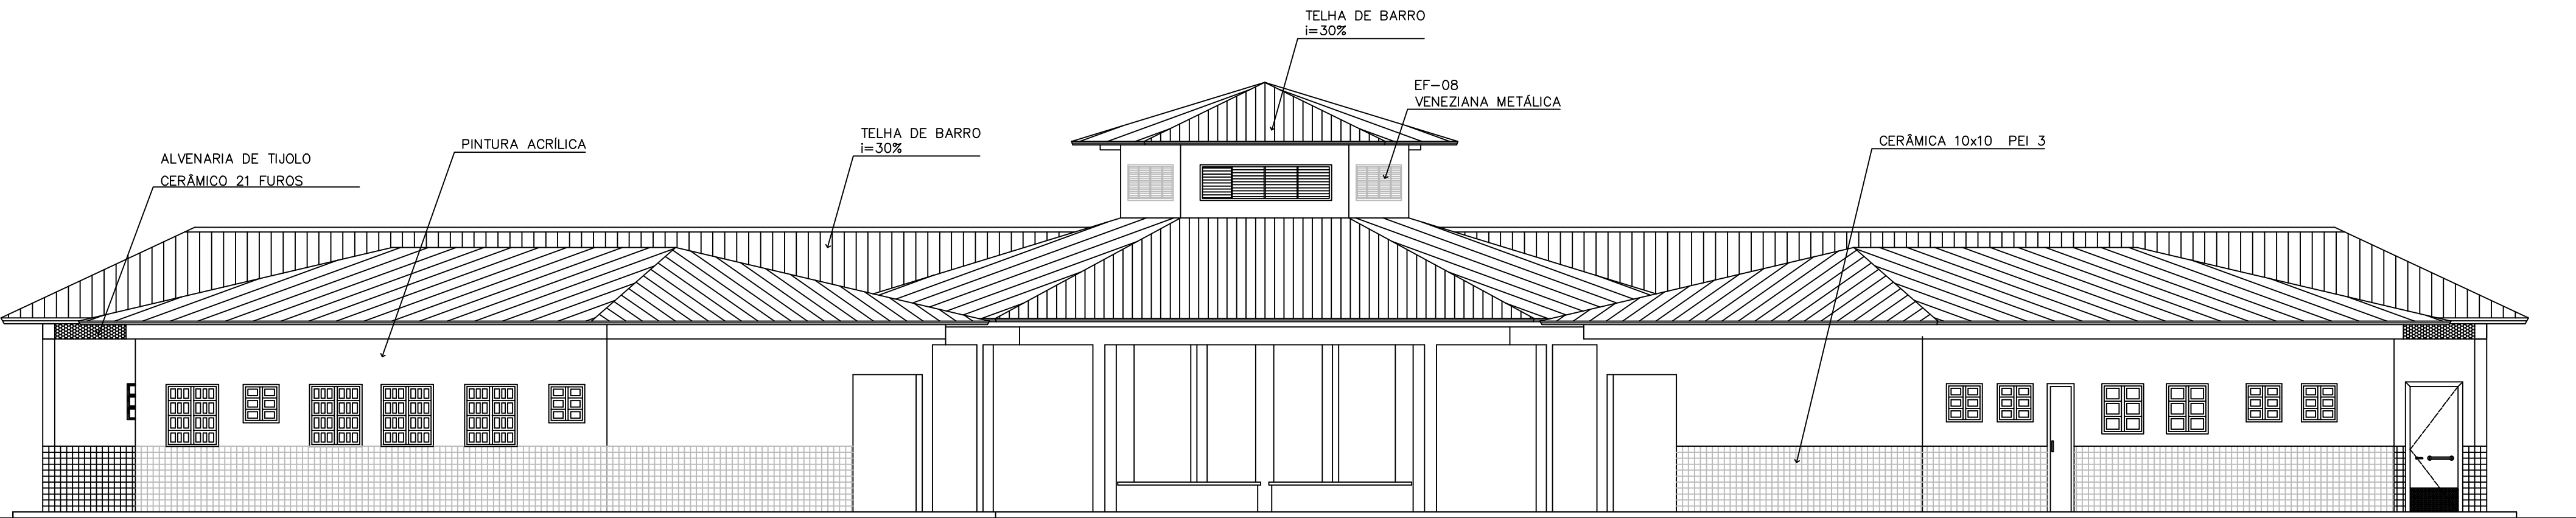 TELHA DE BARRO
i=30%
EF-08
VENEZIANA METÁLICA
TELHA DE BARRO
i=30%
PINTURA ACRÍLICA
ALVENARIA DE TIJOLO
CERÂMICO 21 FUROS
CERÂMICA 10x10 PEI 3